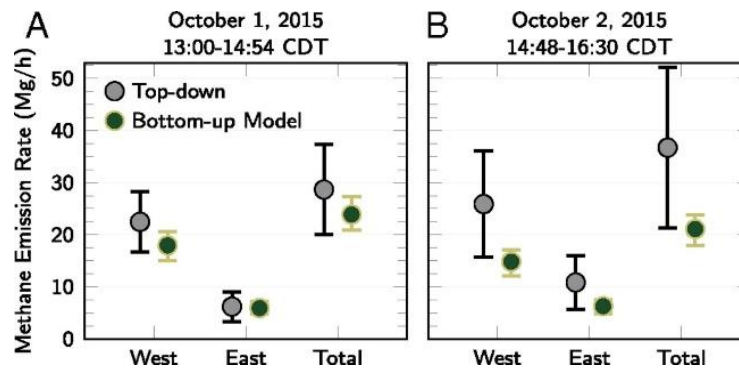 A
October 1, 2015
13:00-14:54 CDT
B
October 2, 2015
14:48-16:30 CDT
Methane Emission Rate (Mg/h)
50
40
30
20
10
0
Top-down
Bottom-up Model
West East Total
West East Total